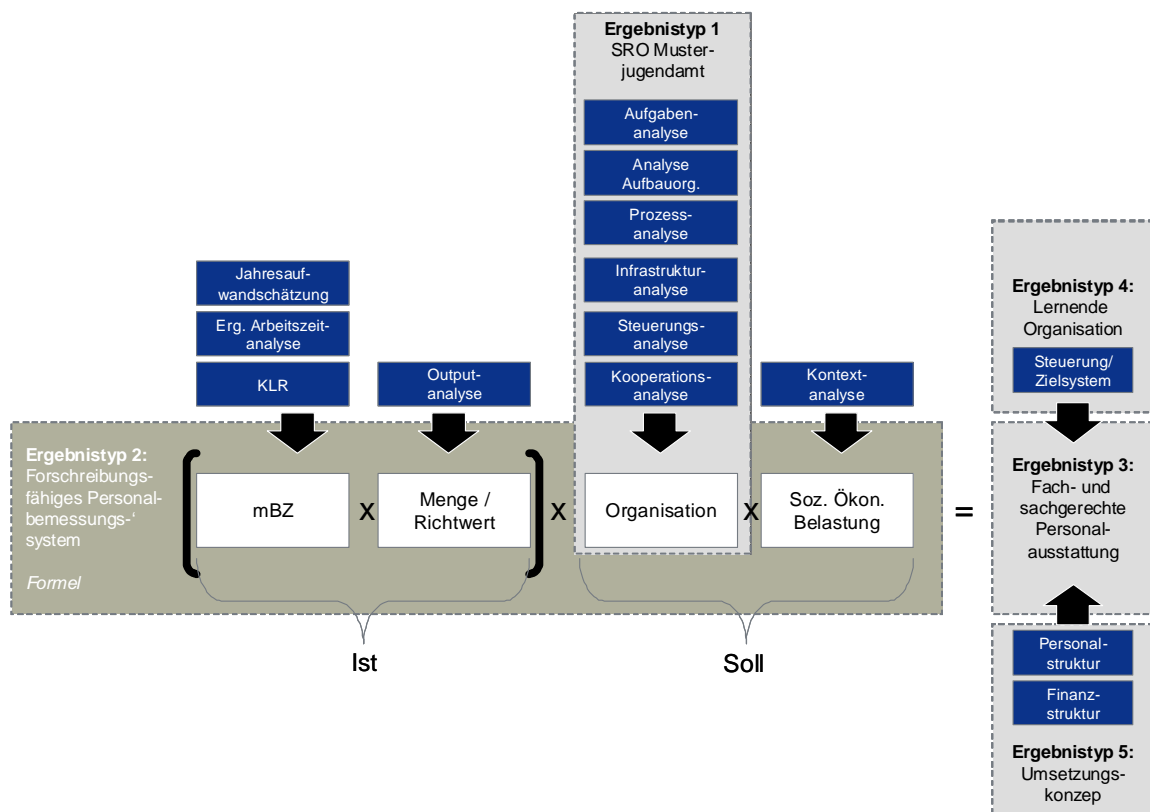 Ergebnistyp 1
SRO Muster-
jugendamt
Aufgaben-
analyse
Analyse
Aufbauorg.
Prozess-
analyse
Infrastruktur-
analyse
Steuerungs-
analyse
Kooperations-
analyse
Jahresauf-
wandschätzung
Erg. Arbeitszeit-
analyse
KLR
Output-
analyse
Kontext-
analyse
Ergebnistyp 4:
Lernende
Organisation
Steuerung/
Zielsystem
Ergebnistyp 2:
Forschreibungs-
fähiges Personal-
bemessungs-‘
system
Formel
mBZ
x
Menge /
Richtwert
x
Organisation
x
Soz. Ökon.
Belastung
=
Ergebnistyp 3:
Fach- und
sachgerechte
Personal-
ausstattung
Ist
Soll
Personal-
struktur
Finanz-
struktur
Ergebnistyp 5:
Umsetzungs-
konzep